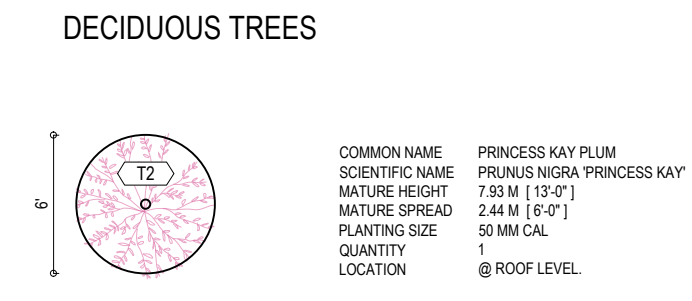 DECIDUOUS TREES
6'
T2
COMMON NAME PRINCESS KAY PLUM
SCIENTIFIC NAME PRUNUS NIGRA 'PRINCESS KAY'
MATURE HEIGHT 7.93 M [ 13'-0" ]
MATURE SPREAD 2.44 M [ 6'-0" ]
PLANTING SIZE 50 MM CAL
QUANTITY 1
LOCATION @ ROOF LEVEL.